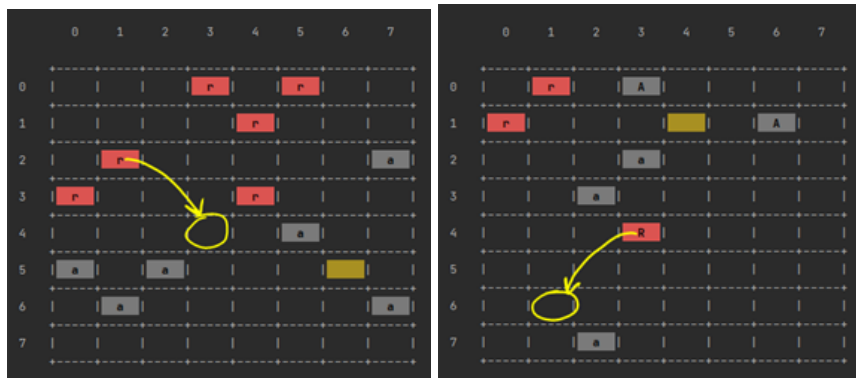 0 1 2 3 4 5 6 7
0 r r
1 r
2 r a
3 r r
4 a
5 a a
6 a a
7
0 1 2 3 4 5 6 7
0 r A
1 r A
2 a
3 a
4 R
5
6
7 a